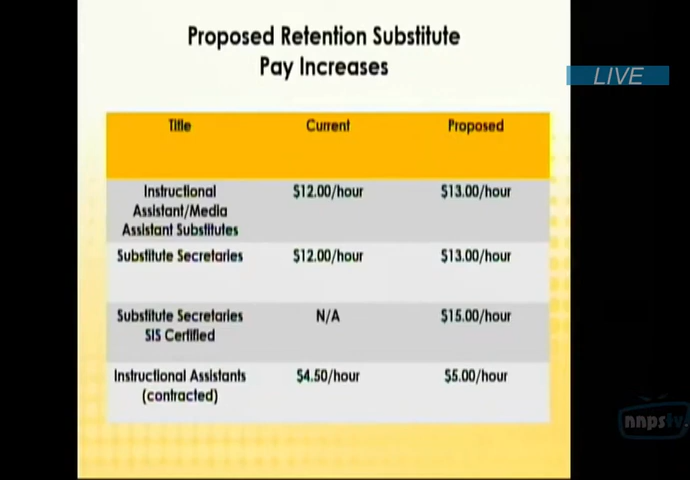 Proposed Retention Substitute
Pay Increases
LIVE
Title Current Proposed
Instructional $12.00/hour $13.00/hour
Assistant/Media
Assistant Substitutes
Substitute Secretaries $12.00/hour $13.00/hour
Substitute Secretaries N/A $15.00/hour
SIS Certified
Instructional Assistants $4.50/hour $5.00/hour
(contracted)
nnpstv.